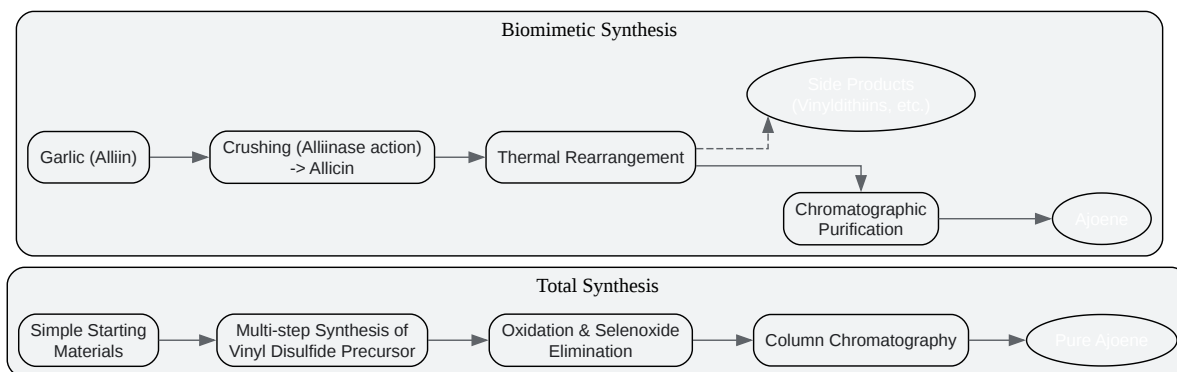 Biomimetic Synthesis
Side Products
(Vinyldithiins, etc.)
Garlic (Alliin)
Crushing (Alliinase action)
-> Allicin
Thermal Rearrangement
Chromatographic
Purification
Ajoene
Total Synthesis
Simple Starting
Materials
Multi-step Synthesis of
Vinyl Disulfide Precursor
Oxidation & Selenoxide
Elimination
Column Chromatography
Pure Ajoene